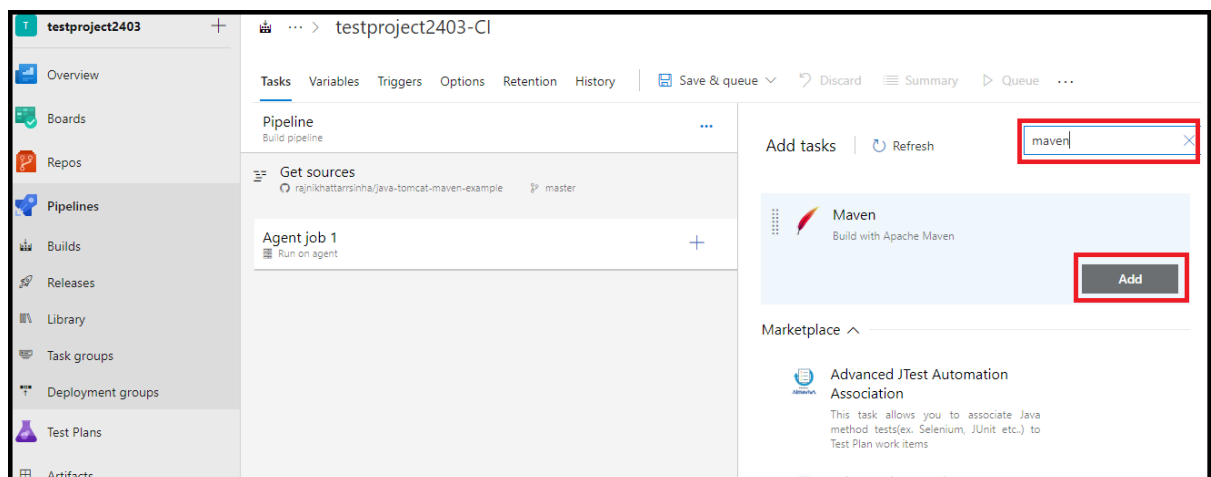 T testproject2403 +
Overview
Boards
Repos
Pipelines
Builds
Releases
Library
Task groups
Deployment groups
Test Plans
Artifacts
··· > testproject2403-CI
Tasks Variables Triggers Options Retention History Save & queue Discard Summary Queue ···
Pipeline ···
Build pipeline
Get sources
rajnikhattarrsinha/java-tomcat-maven-example master
Agent job 1 +
Run on agent
Add tasks Refresh maven
Maven
Build with Apache Maven
Add
Marketplace
Advanced JTest Automation
Association
This task allows you to associate Java
method tests(ex. Selenium, JUnit etc..) to
Test Plan work items